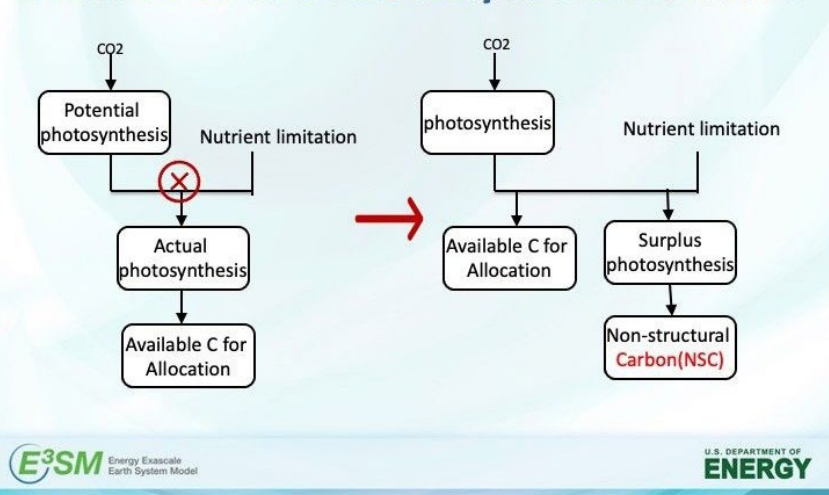 CO2
Potential
photosynthesis
Nutrient limitation
Actual
photosynthesis
Available C for
Allocation
CO2
photosynthesis
Nutrient limitation
Available C for
Allocation
Surplus
photosynthesis
Non-structural
Carbon(NSC)
E³SM Energy Exascale
Earth System Model
U.S. DEPARTMENT OF
ENERGY